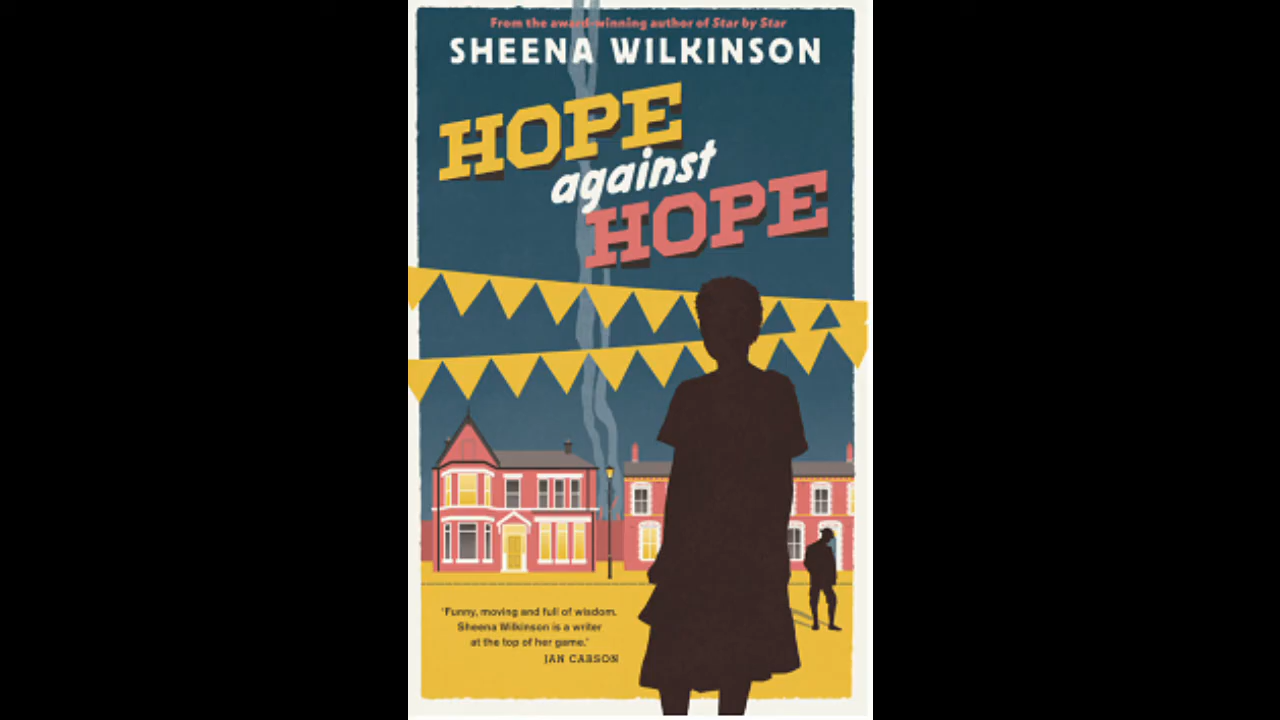 From the award-winning author of Star by Star
SHEENA WILKINSON
HOPE
against
HOPE
'Funny, moving and full of wisdom.
Sheena Wilkinson is a writer
at the top of her game.'
JAN CARSON